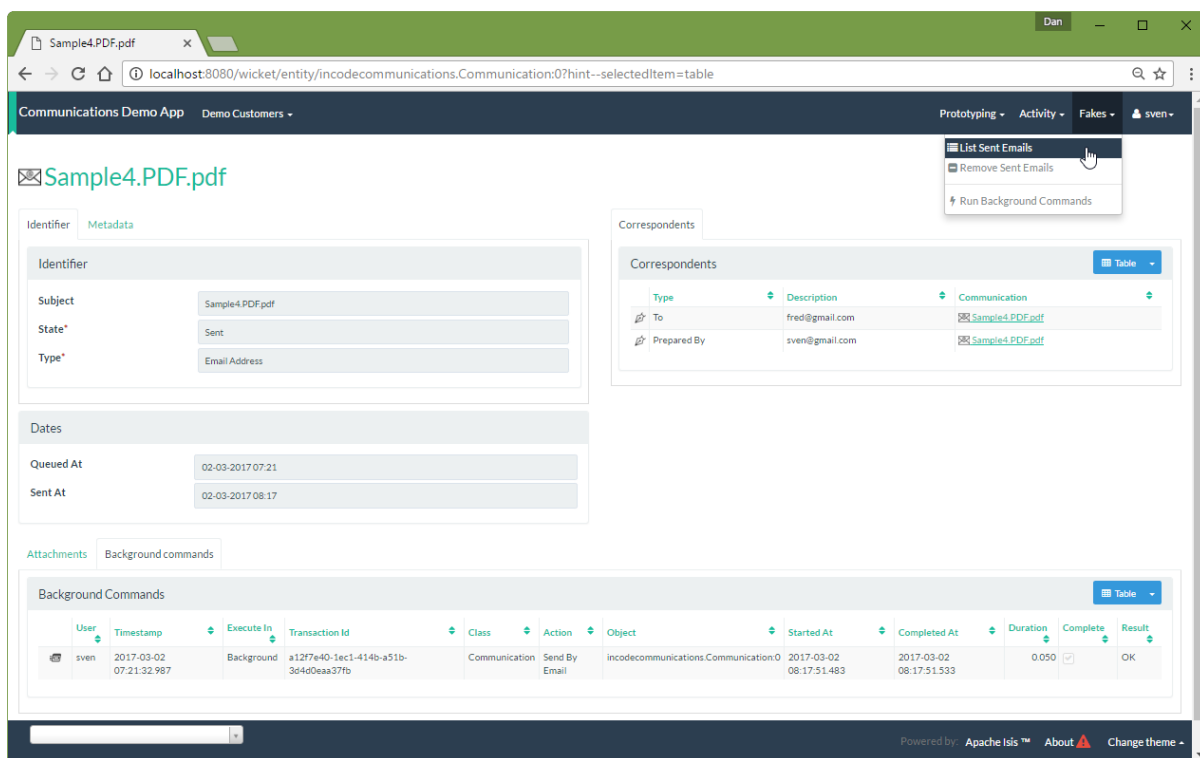 Dan
Sample4.PDF.pdf
localhost:8080/wicket/entity/incodecommunications.Communication:0?hint--selectedItem=table
Communications Demo App Demo Customers Prototyping Activity Fakes sven
List Sent Emails
Remove Sent Emails
Run Background Commands
Sample4.PDF.pdf
Identifier Metadata
Identifier
Subject Sample4.PDF.pdf
State* Sent
Type* Email Address
Correspondents
Correspondents Table
Type Description Communication
To fred@gmail.com Sample4.PDF.pdf
Prepared By sven@gmail.com Sample4.PDF.pdf
Dates
Queued At 02-03-2017 07:21
Sent At 02-03-2017 08:17
Attachments Background commands
Background Commands Table
User Timestamp Execute In Transaction Id Class Action Object Started At Completed At Duration Complete Result
sven 2017-03-02 Background a12f7e40-1ec1-414b-a51b- Communication Send By incodecommunications.Communication:0 2017-03-02 2017-03-02 0.050 OK
07:21:32.987 3d4d0eaa37fb Email 08:17:51.483 08:17:51.533
Powered by: Apache Isis ™ About Change theme